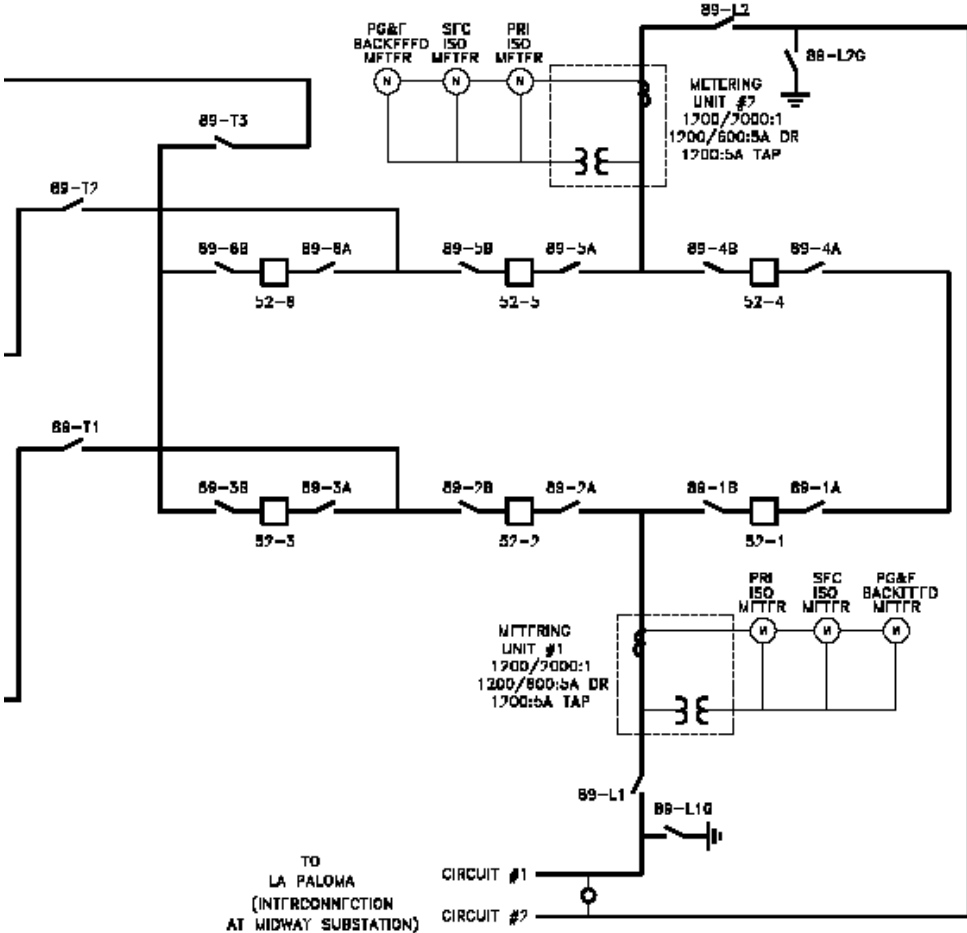 89-L2
PG&F
BACKFFFD
METER
SFC
ISO
METER
PRI
ISO
METER
N
N
N
89-L2G
METERING
UNIT #2
1200/2000:1
1200/600:5A DR
1200:5A TAP
89-T3
89-T2
89-6B
89-6A
52-6
89-5B
89-5A
52-5
89-4B
89-4A
52-4
89-T1
89-3B
89-3A
52-3
89-2B
89-2A
52-2
89-1B
89-1A
52-1
PRI
ISO
METER
SFC
ISO
METER
PG&F
BACKFFFD
METER
N
N
N
METERING
UNIT #1
1200/2000:1
1200/600:5A DR
1200:5A TAP
89-L1
89-L1G
TO
LA PALOMA
(INTERCONNECTION
AT MIDWAY SUBSTATION)
CIRCUIT #1
CIRCUIT #2